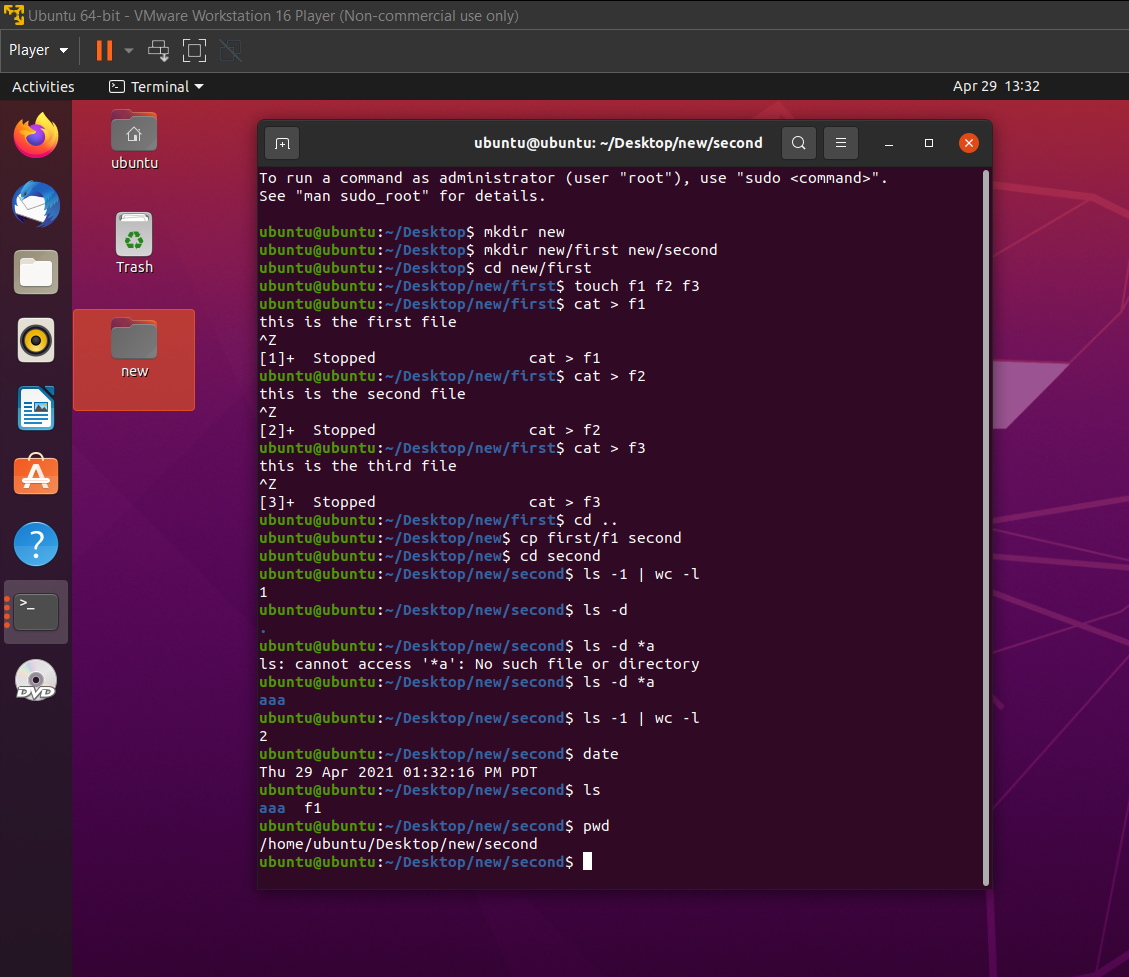 Ubuntu 64-bit - VMware Workstation 16 Player (Non-commercial use only)
Player
Activities
Terminal
Apr 29 13:32
ubuntu
Trash
new
DVD
ubuntu@ubuntu: ~/Desktop/new/second
To run a command as administrator (user "root"), use "sudo <command>".
See "man sudo_root" for details.
ubuntu@ubuntu:~/Desktop$ mkdir new
ubuntu@ubuntu:~/Desktop$ mkdir new/first new/second
ubuntu@ubuntu:~/Desktop$ cd new/first
ubuntu@ubuntu:~/Desktop/new/first$ touch f1 f2 f3
ubuntu@ubuntu:~/Desktop/new/first$ cat > f1
this is the first file
^Z
[1]+  Stopped                 cat > f1
ubuntu@ubuntu:~/Desktop/new/first$ cat > f2
this is the second file
^Z
[2]+  Stopped                 cat > f2
ubuntu@ubuntu:~/Desktop/new/first$ cat > f3
this is the third file
^Z
[3]+  Stopped                 cat > f3
ubuntu@ubuntu:~/Desktop/new/first$ cd ..
ubuntu@ubuntu:~/Desktop/new$ cp first/f1 second
ubuntu@ubuntu:~/Desktop/new$ cd second
ubuntu@ubuntu:~/Desktop/new/second$ ls -1 | wc -l
1
ubuntu@ubuntu:~/Desktop/new/second$ ls -d
.
ubuntu@ubuntu:~/Desktop/new/second$ ls -d *a
ls: cannot access '*a': No such file or directory
ubuntu@ubuntu:~/Desktop/new/second$ ls -d *a
aaa
ubuntu@ubuntu:~/Desktop/new/second$ ls -1 | wc -l
2
ubuntu@ubuntu:~/Desktop/new/second$ date
Thu 29 Apr 2021 01:32:16 PM PDT
ubuntu@ubuntu:~/Desktop/new/second$ ls
aaa  f1
ubuntu@ubuntu:~/Desktop/new/second$ pwd
/home/ubuntu/Desktop/new/second
ubuntu@ubuntu:~/Desktop/new/second$